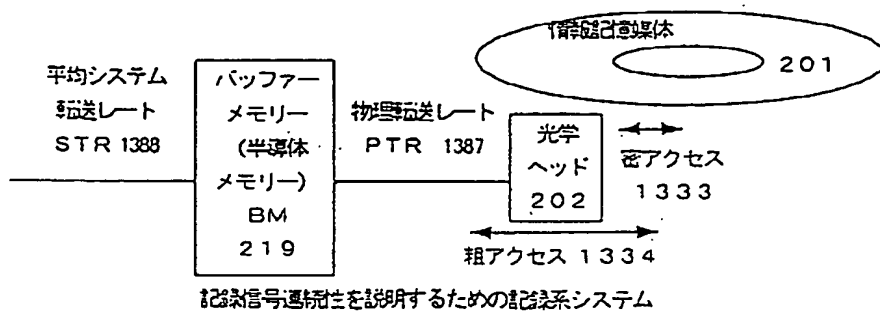 情報記憶媒体
201
平均システム
転送レート
STR 1388
バッファー
メモリー
(半導体
メモリー)
BM
219
物理転送レート
PTR 1387
光学
ヘッド
202
密アクセス
1333
粗アクセス 1334
記録信号連続性を説明するための記録系システム